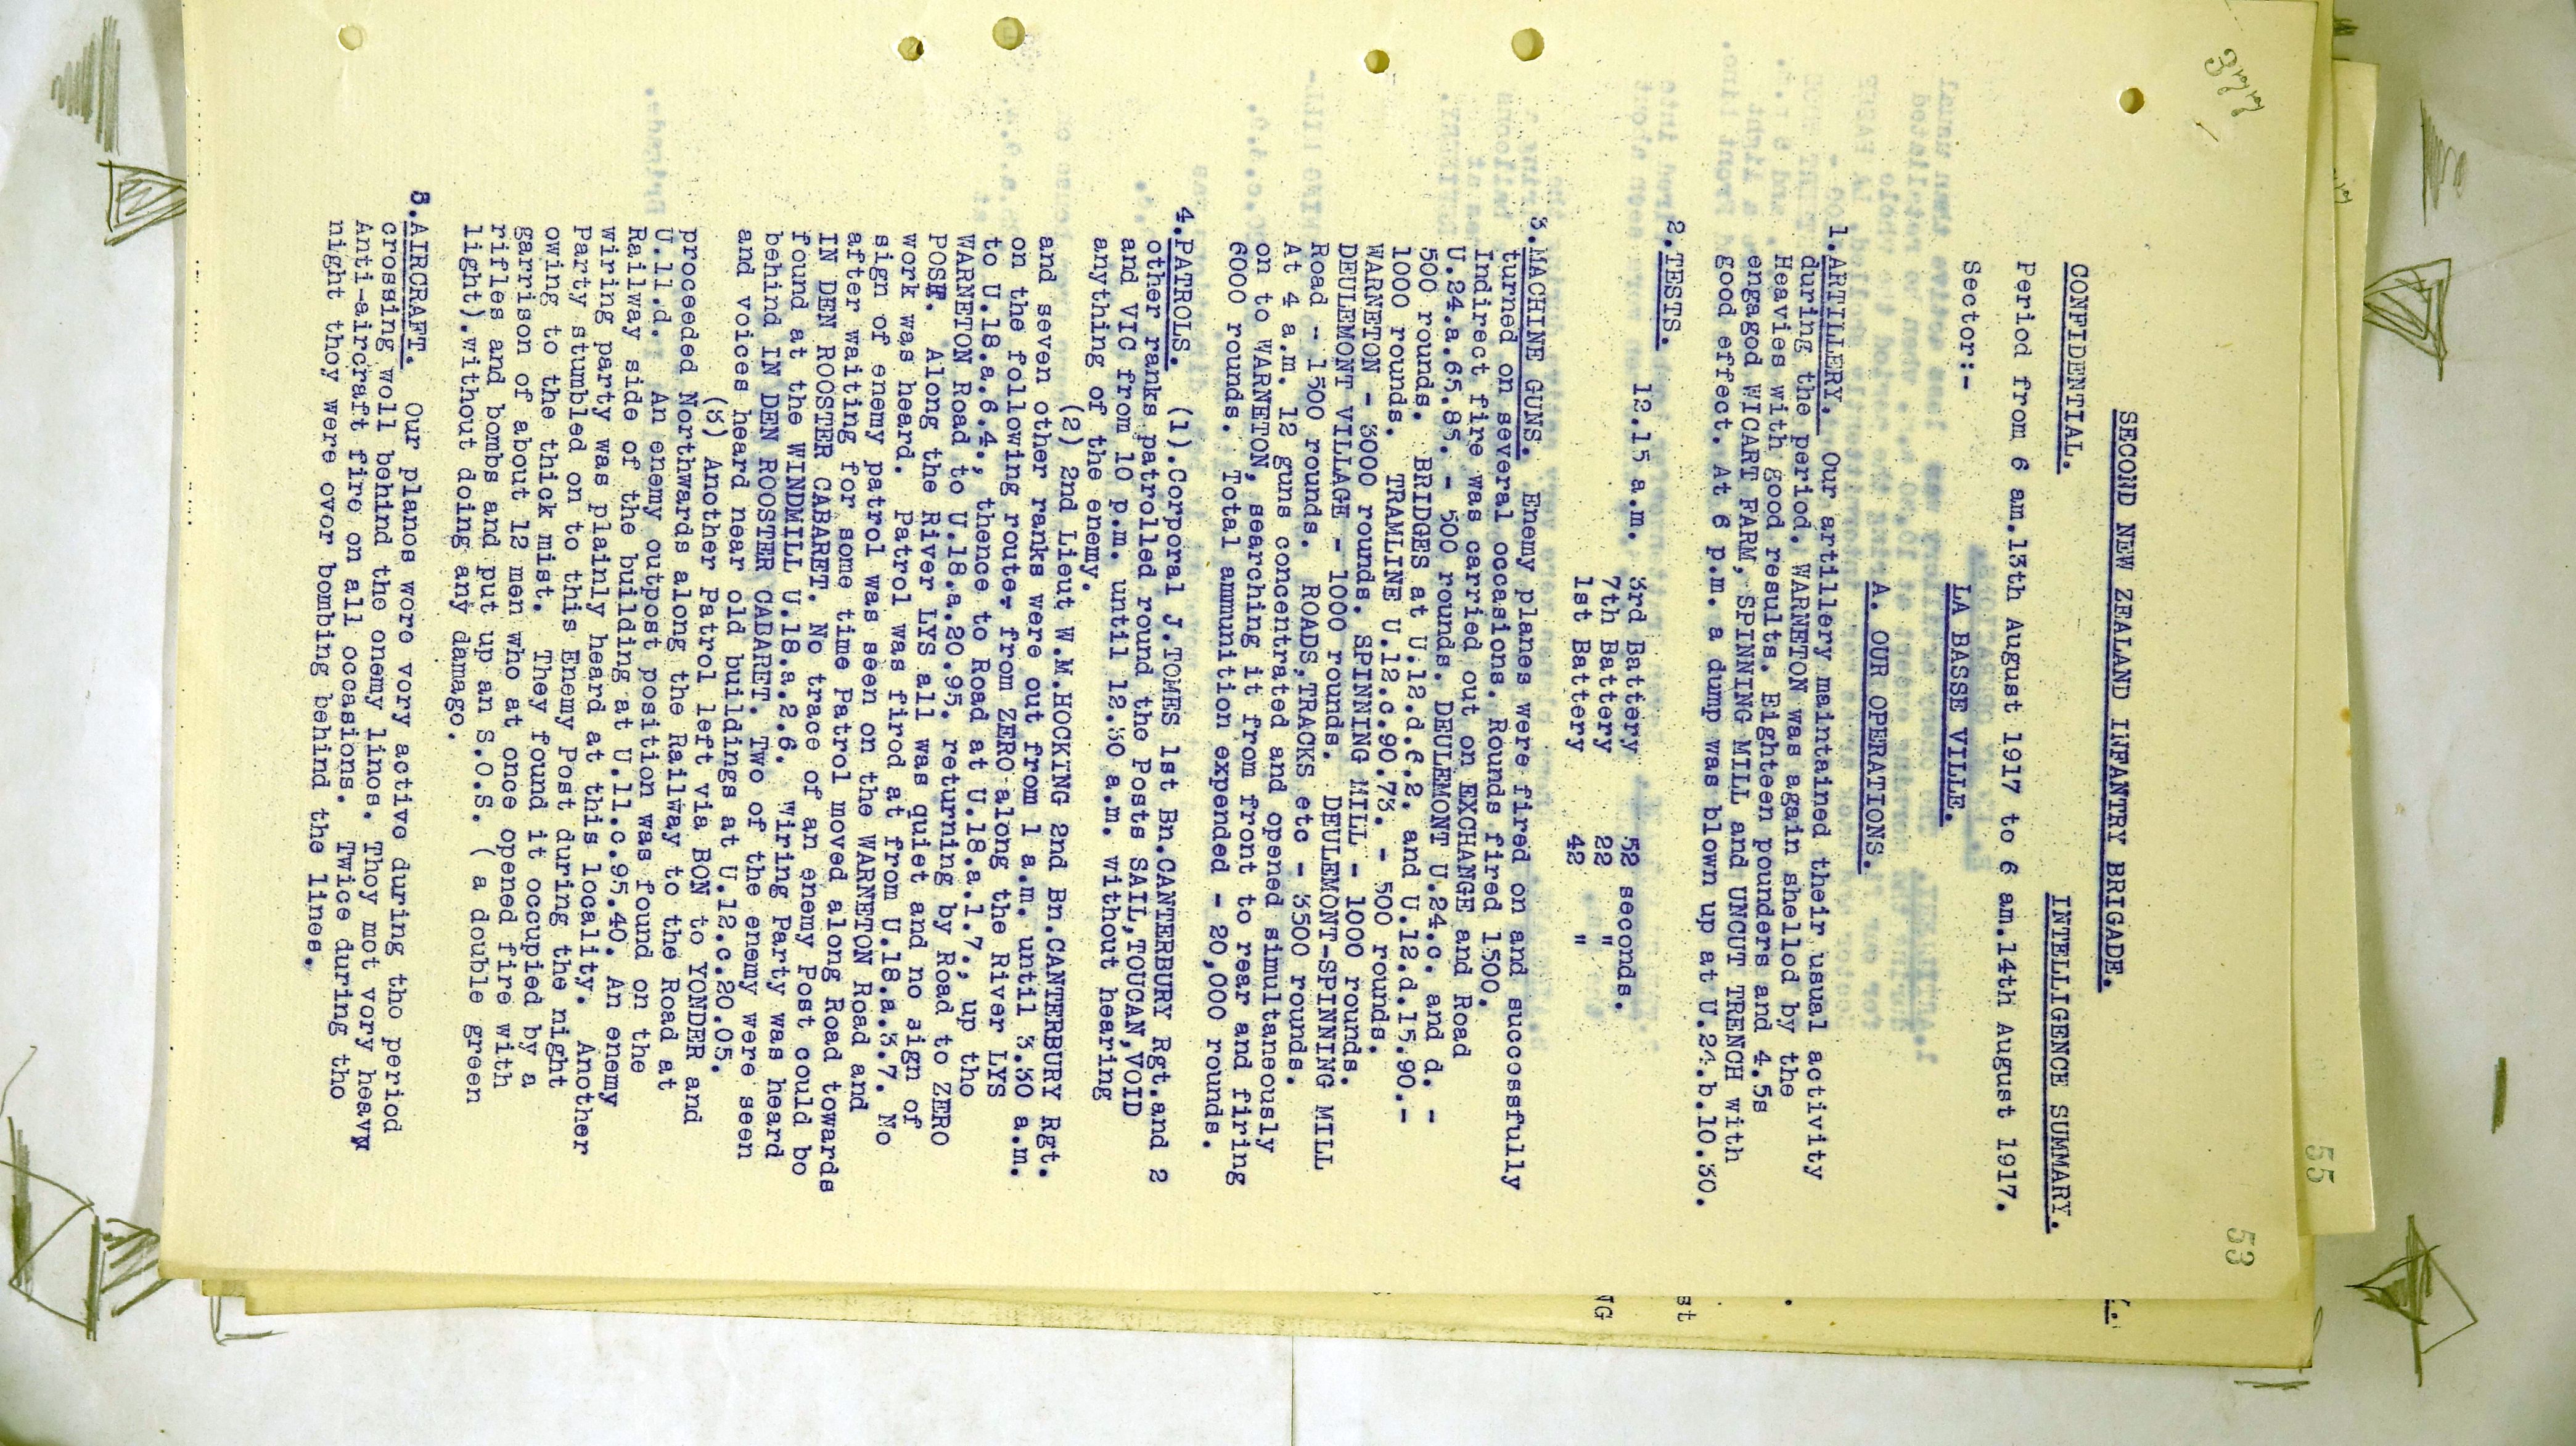 53
SECOND NEW ZEALAND INFANTRY BRIGADE.
CONFIDENTIAL. INTELLIGENCE SUMMARY.
Period from 6 am.13th August 1917 to 6 am.14th August 1917.
Sector:- LA BASSE VILLE.
A. OUR OPERATIONS.
1.ARTILLERY. Our artillery maintained their usual activity
during the period. WARNETON was again shelled by the
Heavies with good results. Eighteen pounders and 4.5s
engaged WICART FARM, SPINNING MILL and UNCUT TRENCH with
good effect. At 6 p.m. a dump was blown up at U.24.b.10.30.
2.TESTS.
12.15 a.m. 3rd Battery 52 seconds.
7th Battery 22 "
1st Battery 42 "
3.MACHINE GUNS. Enemy planes were fired on and successfully
turned on several occasions. Rounds fired 1500.
Indirect fire was carried out on EXCHANGE and Road
U.24.a.65.85. - 500 rounds. DEULEMONT U.24.c. and d. -
500 rounds. BRIDGES at U.12.d.6.2. and U.12.d.15.90.-
1000 rounds. TRAMLINE U.12.c.90.73. - 500 rounds.
WARNETON - 3000 rounds. SPINNING MILL - 1000 rounds.
DEULEMONT VILLAGE - 1000 rounds. DEULEMONT-SPINNING MILL
Road - 1500 rounds. ROADS,TRACKS etc - 3500 rounds.
At 4 a.m. 12 guns concentrated and opened simultaneously
on to WARNETON, searching it from front to rear and firing
6000 rounds. Total ammunition expended - 20,000 rounds.
4.PATROLS. (1).Corporal J.TOMES 1st Bn.CANTERBURY Rgt.and 2
other ranks patrolled round the Posts SAIL,TOUCAN,VOID
and VIC from 10 p.m. until 12.30 a.m. without hearing
anything of the enemy.
(2) 2nd Lieut W.M.HOCKING 2nd Bn.CANTERBURY Rgt.
and seven other ranks were out from 1 a.m. until 3.30 a.m.
on the following route- from ZERO along the River LYS
to U.18.a.6.4., thence to Road at U.18.a.1.7., up the
WARNETON Road to U.18.a.20.95. returning by Road to ZERO
POST. Along the River LYS all was quiet and no sign of
work was heard. Patrol was fired at from U.18.a.3.7. No
sign of enemy patrol was seen on the WARNETON Road and
after waiting for some time Patrol moved along Road towards
IN DEN ROOSTER CABARET. No trace of an enemy Post could bo
found at the WINDMILL U.18.a.2.6. Wiring Party was heard
behind IN DEN ROOSTER CABARET. Two of the enemy were seen
and voices heard near old buildings at U.12.c.20.05.
(3) Another Patrol left via BON to YONDER and
proceeded Northwards along the Railway to the Road at
U.11.d. An enemy outpost position was found on the
Railway side of the building at U.11.c.95.40. An enemy
wiring party was plainly heard at this locality. Another
Party stumbled on to this Enemy Post during the night
owing to the thick mist. They found it occupied by a
garrison of about 12 men who at once opened fire with
rifles and bombs and put up an S.O.S. ( a double green
light).without doing any damago.
8.AIRCRAFT. Our planos wore vory active during tho period
crossing woll behind the onemy linos. Thoy mot vory heavy
Anti-aircraft fire on all occasions. Twice during tho
night thoy were ovor bombing behind the lines.
55
st
NG